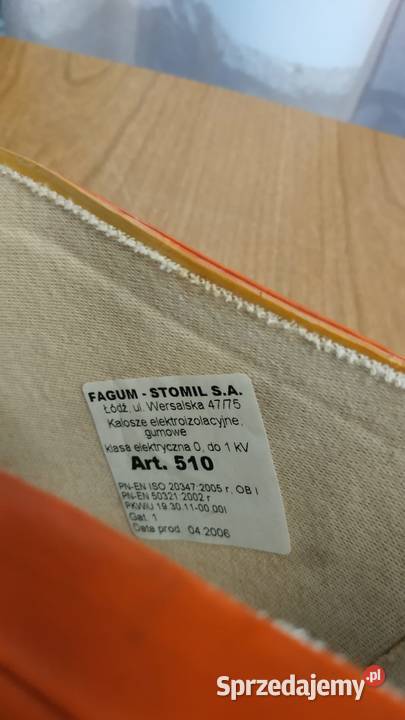 FAGUM - STOMIL S.A.
Łódź, ul. Wersalska 47/75
Kalosze elektroizolacyjne,
gumowe
klasa elektryczna 0, do 1 kV
Art. 510
PN-EN ISO 20347:2005 r, OB I
PN-EN 50321:2002 r
PKWiU 19.30.11-00.00I
Gat. 1
Data prod. 04.2006
Sprzedajemy.pl